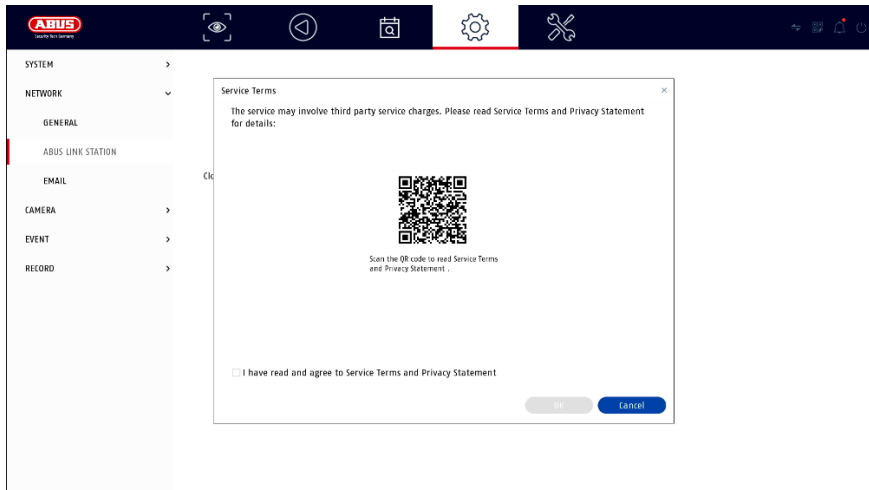 ABUS
Security Tech Germany
SYSTEM
NETWORK
GENERAL
ABUS LINK STATION
EMAIL
CAMERA
EVENT
RECORD
Service Terms
The service may involve third party service charges. Please read Service Terms and Privacy Statement
for details:
Scan the QR code to read Service Terms
and Privacy Statement .
I have read and agree to Service Terms and Privacy Statement
OK
Cancel